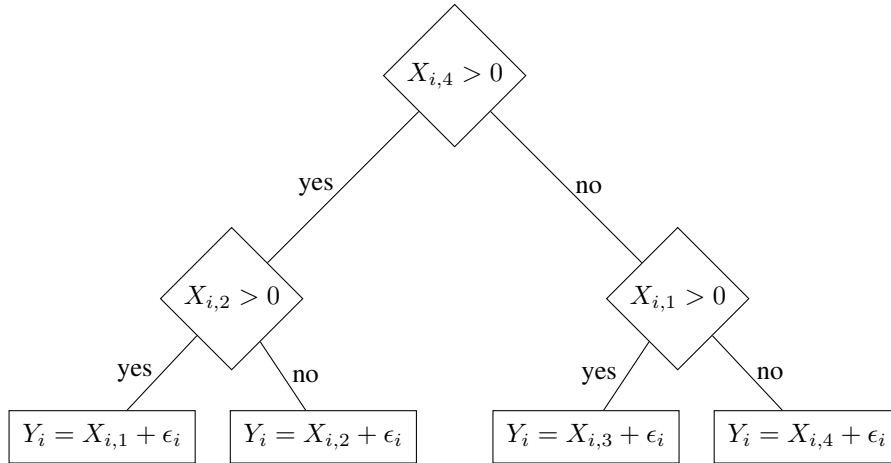 X_{i,4} > 0
yes
no
X_{i,2} > 0
X_{i,1} > 0
yes
no
yes
no
Y_i = X_{i,1} + ϵ_i
Y_i = X_{i,2} + ϵ_i
Y_i = X_{i,3} + ϵ_i
Y_i = X_{i,4} + ϵ_i